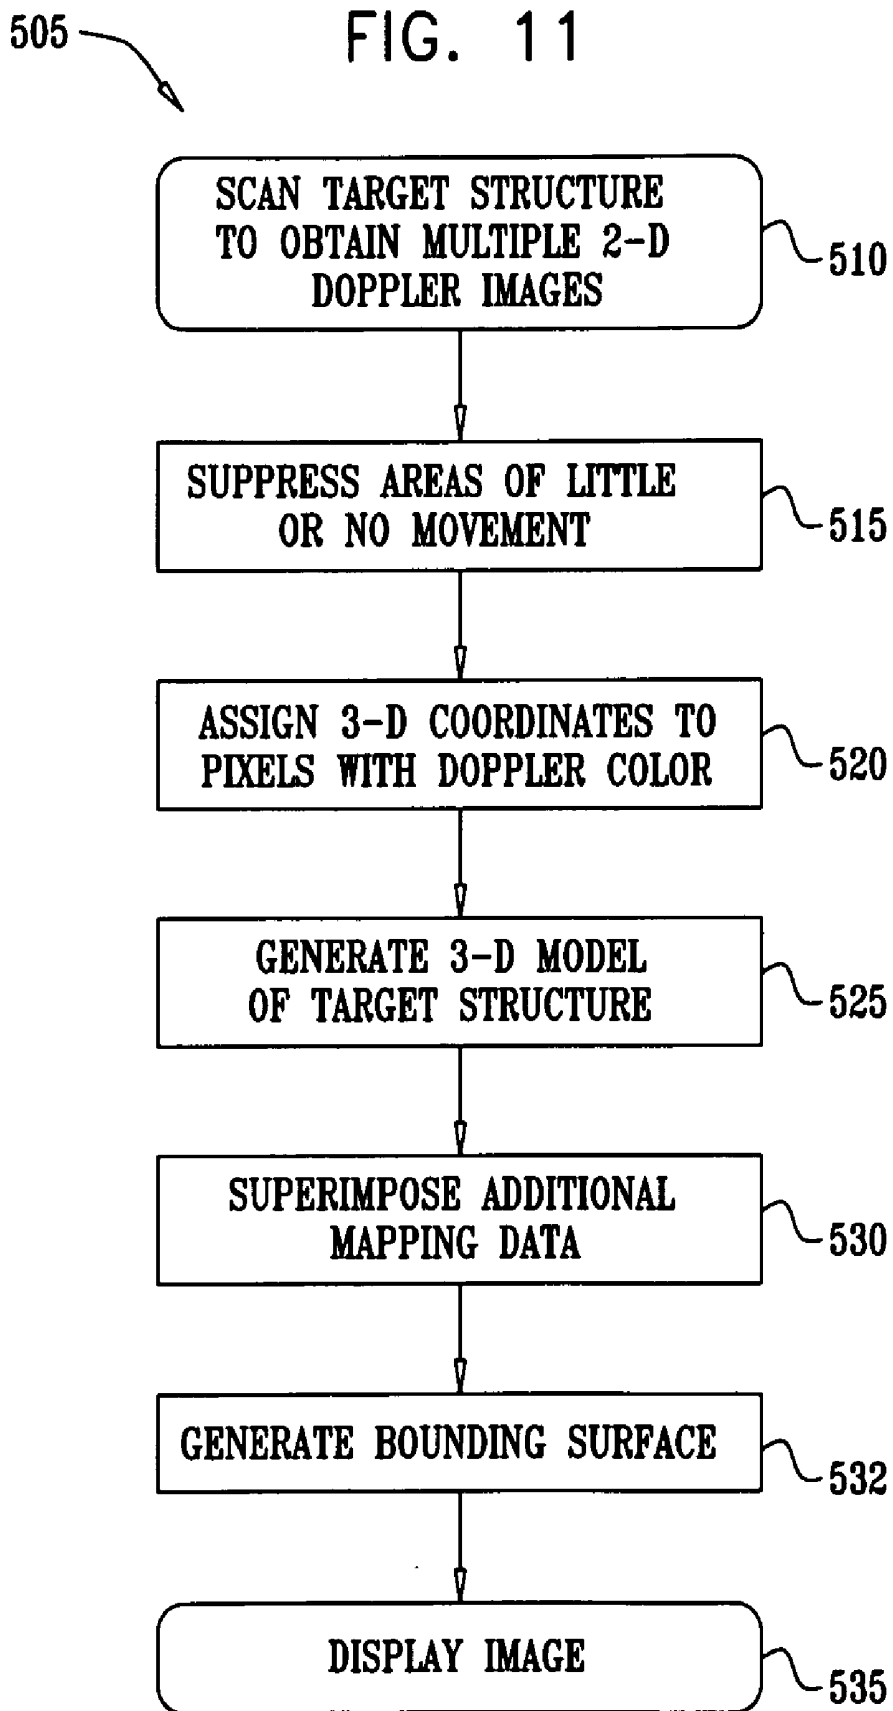 505
FIG. 11
SCAN TARGET STRUCTURE
TO OBTAIN MULTIPLE 2-D
DOPPLER IMAGES
510
SUPPRESS AREAS OF LITTLE
OR NO MOVEMENT
515
ASSIGN 3-D COORDINATES TO
PIXELS WITH DOPPLER COLOR
520
GENERATE 3-D MODEL
OF TARGET STRUCTURE
525
SUPERIMPOSE ADDITIONAL
MAPPING DATA
530
GENERATE BOUNDING SURFACE
532
DISPLAY IMAGE
535